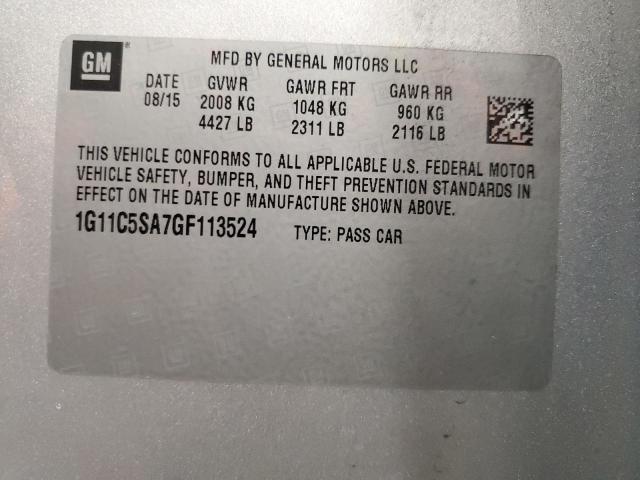 GM
MFD BY GENERAL MOTORS LLC
DATE GVWR GAWR FRT GAWR RR
08/15 2008 KG 1048 KG 960 KG
4427 LB 2311 LB 2116 LB
THIS VEHICLE CONFORMS TO ALL APPLICABLE U.S. FEDERAL MOTOR
VEHICLE SAFETY, BUMPER, AND THEFT PREVENTION STANDARDS IN
EFFECT ON THE DATE OF MANUFACTURE SHOWN ABOVE.
1G11C5SA7GF113524 TYPE: PASS CAR